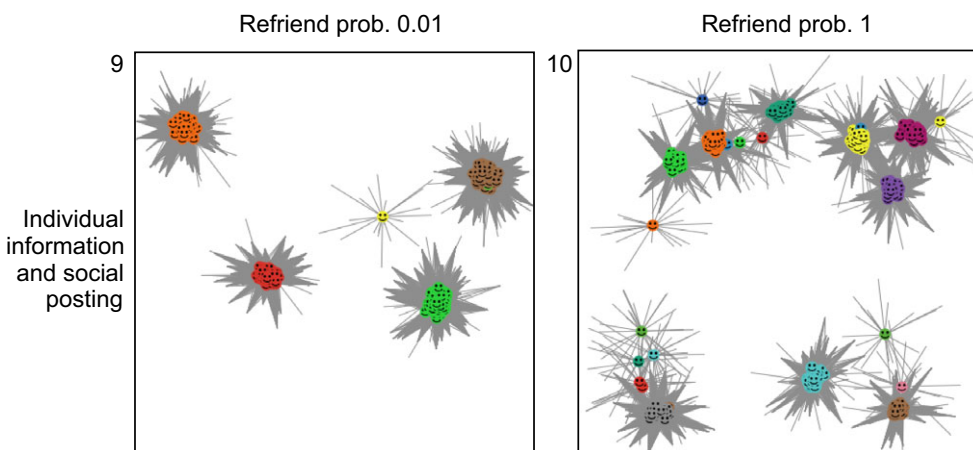 Refriend prob. 0.01
Refriend prob. 1
9
10
Individual
information
and social
posting